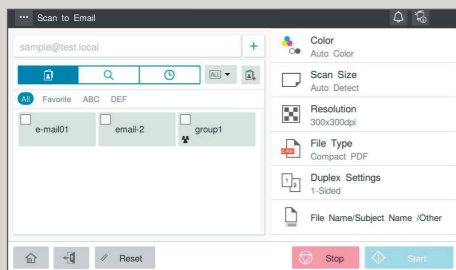 Scan to Email
sample@test.local
ALL
All
Favorite
ABC
DEF
e-mail01
email-2
group1
Color
Auto Color
Scan Size
Auto Detect
Resolution
300x300dpi
File Type
Compact PDF
Duplex Settings
1-Sided
File Name/Subject Name /Other
Reset
Stop
Start